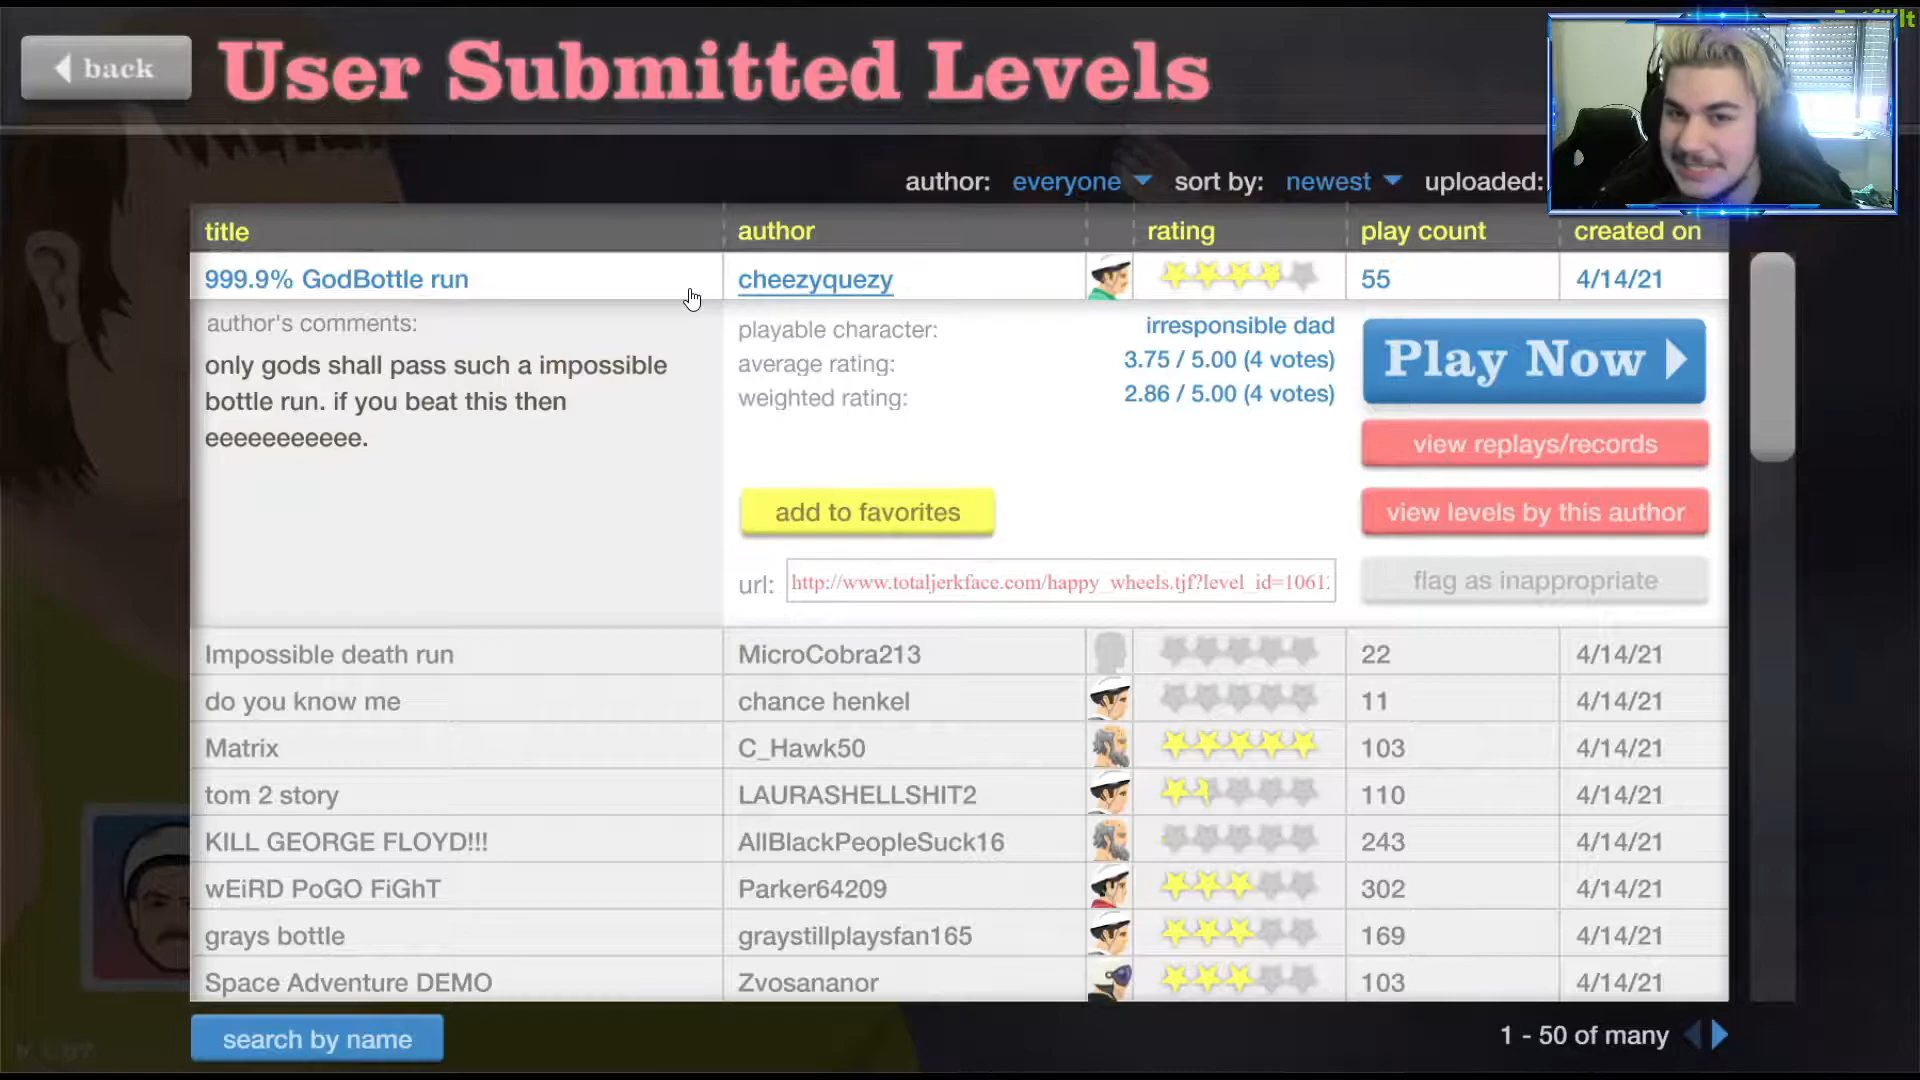 back
User Submitted Levels
author: everyone sort by: newest uploaded:
title author rating play count created on
999.9% GodBottle run cheezyquezy 55 4/14/21
author's comments:
only gods shall pass such a impossible
bottle run. if you beat this then
eeeeeeeeeee.
playable character: irresponsible dad
average rating: 3.75 / 5.00 (4 votes)
weighted rating: 2.86 / 5.00 (4 votes)
Play Now
view replays/records
add to favorites
view levels by this author
url: http://www.totaljerkface.com/happy_wheels.tjf?level_id=1061
flag as inappropriate
Impossible death run MicroCobra213 22 4/14/21
do you know me chance henkel 11 4/14/21
Matrix C_Hawk50 103 4/14/21
tom 2 story LAURASHELLSHIT2 110 4/14/21
KILL GEORGE FLOYD!!! AllBlackPeopleSuck16 243 4/14/21
wEiRD PoGO FiGhT Parker64209 302 4/14/21
grays bottle graystillplaysfan165 169 4/14/21
Space Adventure DEMO Zvosananor 103 4/14/21
search by name
1 - 50 of many